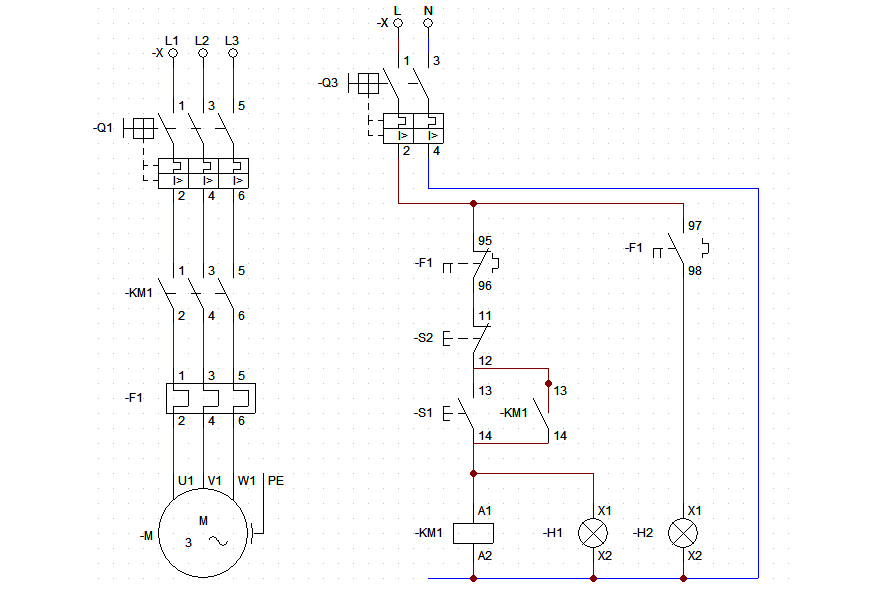 L N
-X
L1 L2 L3
-X
1 3
-Q3
I> I>
2 4
1 3 5
-Q1
I> I> I>
2 4 6
97
-F1
98
95
-F1
96
1 3 5
-KM1
2 4 6
11
-S2
12
1 3 5
-F1
2 4 6
13 13
-S1 -KM1
14 14
U1 V1 W1 PE
M
-M
3
A1 X1 X1
-KM1 -H1 -H2
A2 X2 X2